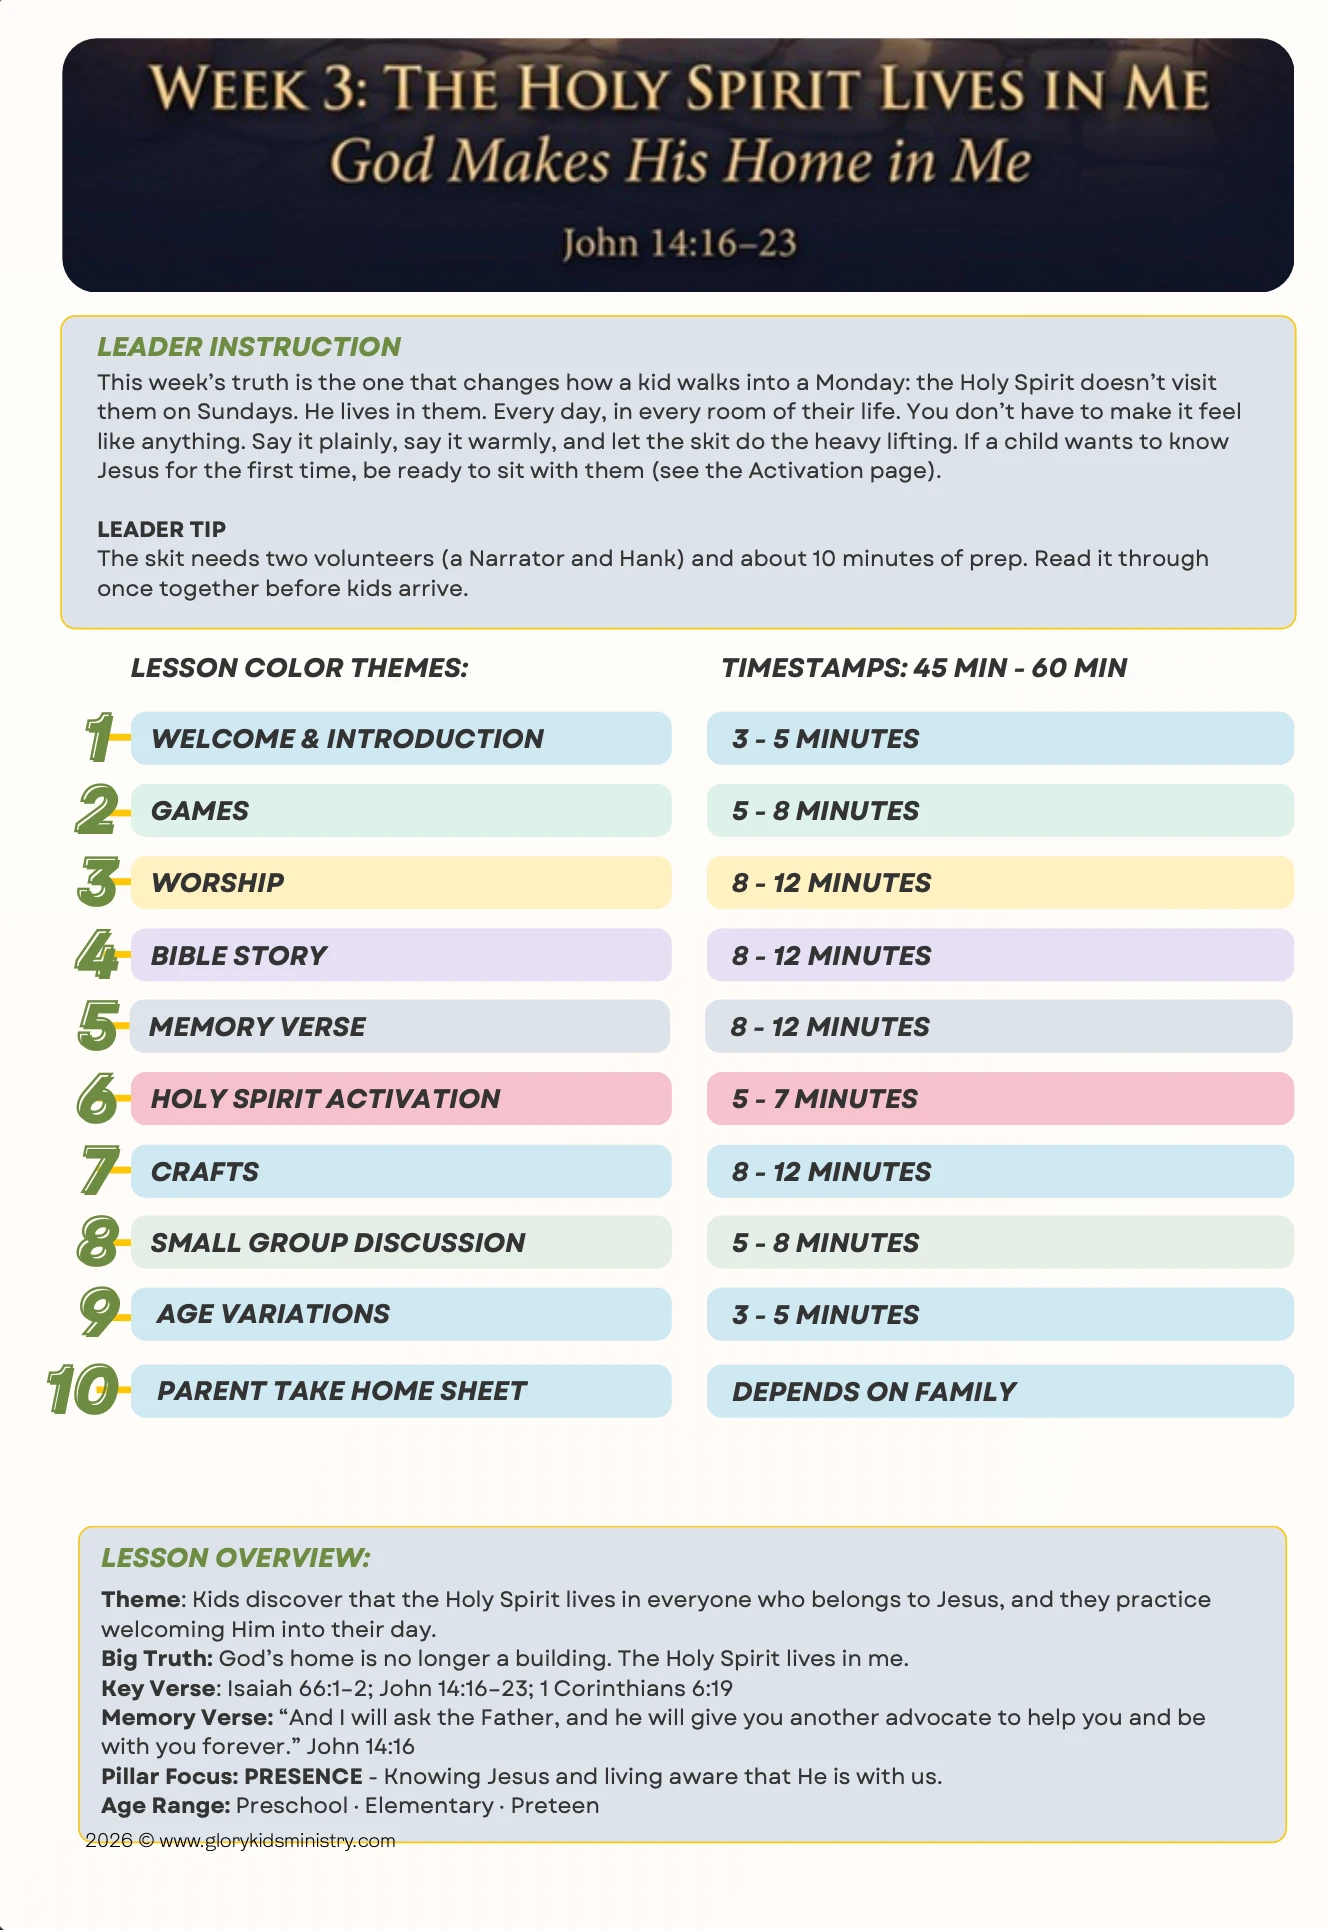 WEEK 3: THE HOLY SPIRIT LIVES IN ME
God Makes His Home in Me
John 14:16–23
LEADER INSTRUCTION
This week’s truth is the one that changes how a kid walks into a Monday: the Holy Spirit doesn’t visit
them on Sundays. He lives in them. Every day, in every room of their life. You don’t have to make it feel
like anything. Say it plainly, say it warmly, and let the skit do the heavy lifting. If a child wants to know
Jesus for the first time, be ready to sit with them (see the Activation page).
LEADER TIP
The skit needs two volunteers (a Narrator and Hank) and about 10 minutes of prep. Read it through
once together before kids arrive.
LESSON COLOR THEMES: TIMESTAMPS: 45 MIN - 60 MIN
1 WELCOME & INTRODUCTION 3 - 5 MINUTES
2 GAMES 5 - 8 MINUTES
3 WORSHIP 8 - 12 MINUTES
4 BIBLE STORY 8 - 12 MINUTES
5 MEMORY VERSE 8 - 12 MINUTES
6 HOLY SPIRIT ACTIVATION 5 - 7 MINUTES
7 CRAFTS 8 - 12 MINUTES
8 SMALL GROUP DISCUSSION 5 - 8 MINUTES
9 AGE VARIATIONS 3 - 5 MINUTES
10 PARENT TAKE HOME SHEET DEPENDS ON FAMILY
LESSON OVERVIEW:
Theme: Kids discover that the Holy Spirit lives in everyone who belongs to Jesus, and they practice
welcoming Him into their day.
Big Truth: God’s home is no longer a building. The Holy Spirit lives in me.
Key Verse: Isaiah 66:1–2; John 14:16–23; 1 Corinthians 6:19
Memory Verse: “And I will ask the Father, and he will give you another advocate to help you and be
with you forever.” John 14:16
Pillar Focus: PRESENCE - Knowing Jesus and living aware that He is with us.
Age Range: Preschool · Elementary · Preteen
2026 © www.glorykidsministry.com